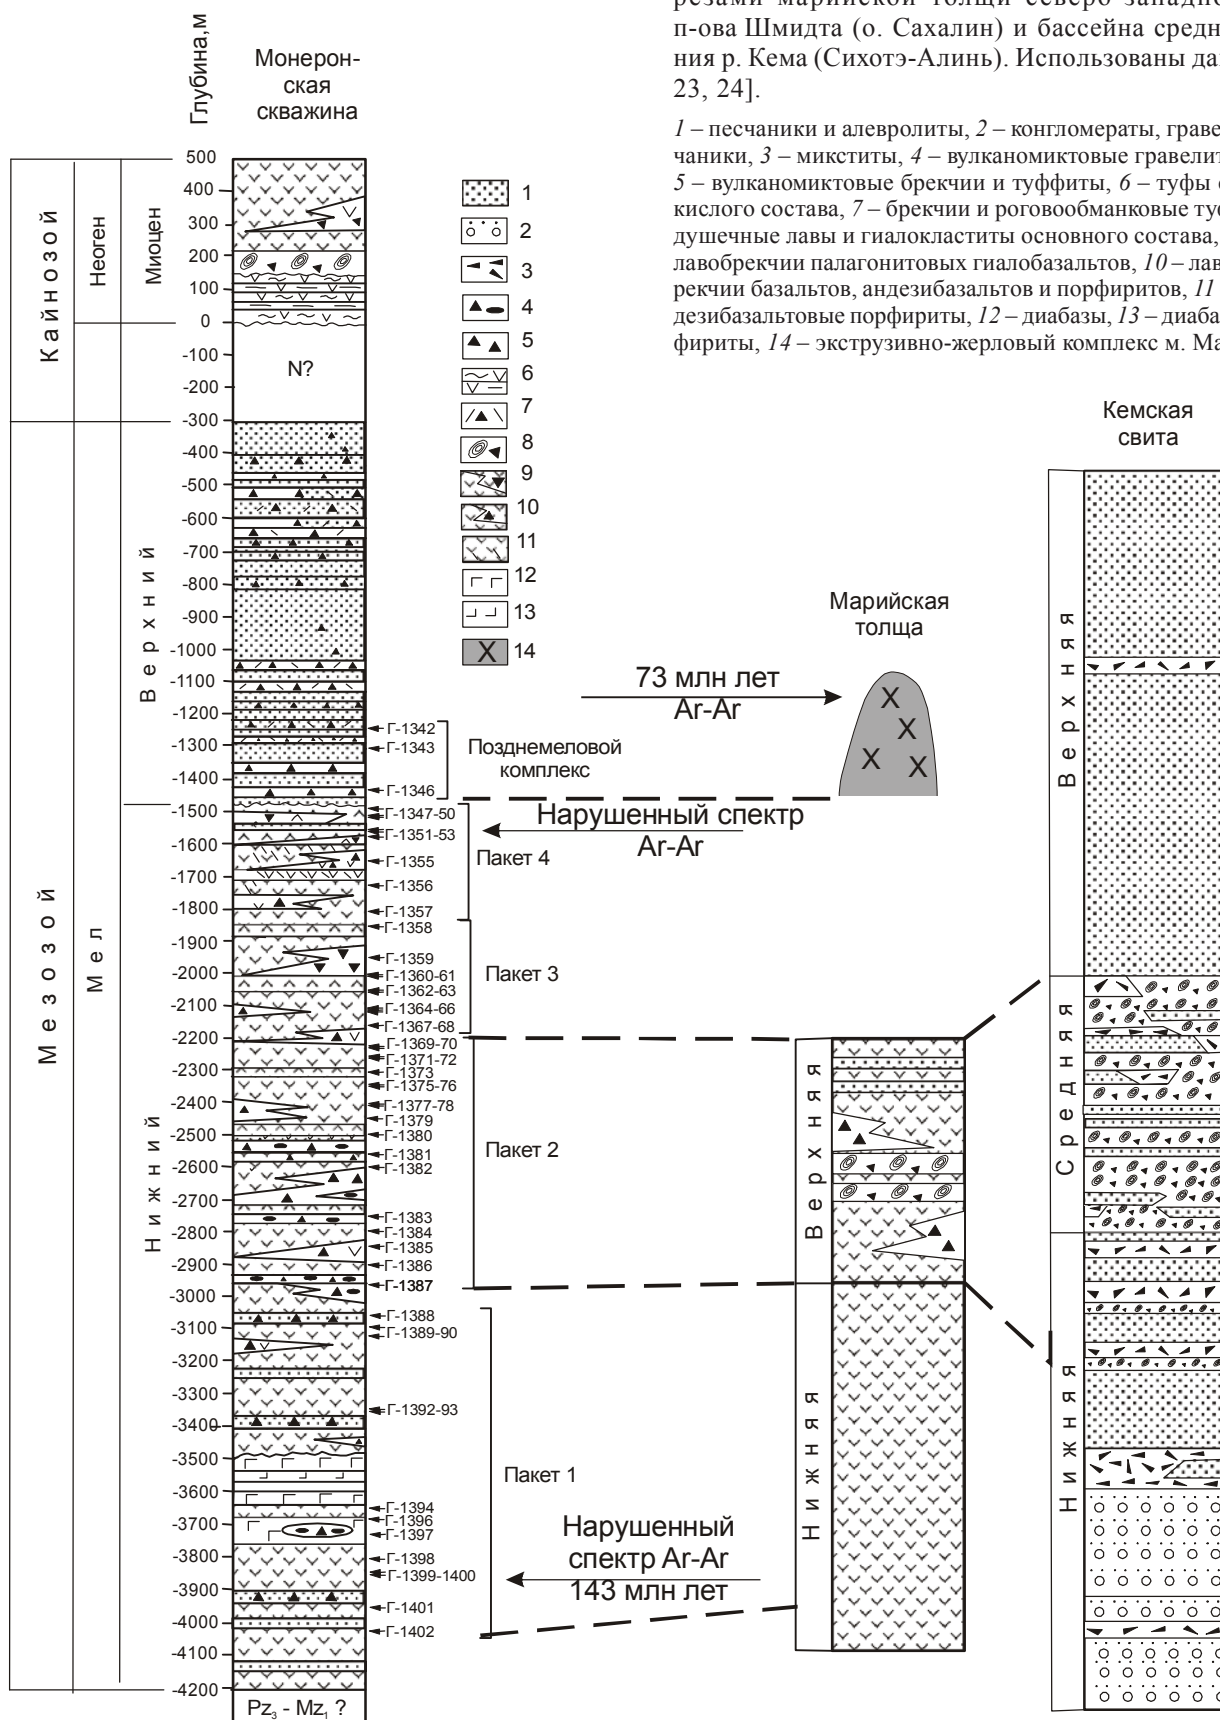 резами марийской толщи северо-западно
п-ова Шмидта (о. Сахалин) и бассейна средн
ния р. Кема (Сихотэ-Алинь). Использованы да
23, 24].
1 – песчаники и алевролиты, 2 – конгломераты, граве
чаники, 3 – микститы, 4 – вулканомиктовые гравелит
5 – вулканомиктовые брекчии и туффиты, 6 – туфы
кислого состава, 7 – брекчии и роговообманковые туф
душечные лавы и гиалокластиты основного состава,
лавобрекчии палагонитовых гиалобазальтов, 10 – лав
рекчии базальтов, андезибазальтов и порфиритов, 11
дезибазальтовые порфириты, 12 – диабазы, 13 – диаба
фириты, 14 – экструзивно-жерловый комплекс м. Ма
Глубина,м
Монерон-
ская
скважина
Кайнозой
Неоген
Миоцен
Мезозой
Мел
Верхний
Нижний
500
400
300
200
100
0
-100
-200
-300
-400
-500
-600
-700
-800
-900
-1000
-1100
-1200
-1300
-1400
-1500
-1600
-1700
-1800
-1900
-2000
-2100
-2200
-2300
-2400
-2500
-2600
-2700
-2800
-2900
-3000
-3100
-3200
-3300
-3400
-3500
-3600
-3700
-3800
-3900
-4000
-4100
-4200
N?
Pz₃ - Mz₁ ?
1
2
3
4
5
6
7
8
9
10
11
12
13
14
Г-1342
Г-1343
Г-1346
Г-1347-50
Г-1351-53
Г-1355
Г-1356
Г-1357
Г-1358
Г-1359
Г-1360-61
Г-1362-63
Г-1364-66
Г-1367-68
Г-1369-70
Г-1371-72
Г-1373
Г-1375-76
Г-1377-78
Г-1379
Г-1380
Г-1381
Г-1382
Г-1383
Г-1384
Г-1385
Г-1386
Г-1387
Г-1388
Г-1389-90
Г-1392-93
Г-1394
Г-1396
Г-1397
Г-1398
Г-1399-1400
Г-1401
Г-1402
Позднемеловой
комплекс
Пакет 4
Пакет 3
Пакет 2
Пакет 1
73 млн лет
Ar-Ar
Нарушенный спектр
Ar-Ar
Нарушенный
спектр Ar-Ar
143 млн лет
Марийская
толща
X
X
X
X
X
Верхняя
Нижняя
Кемская
свита
Верхняя
Средняя
Нижняя